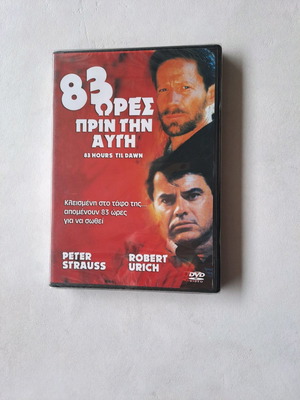 83
ΩΡΕΣ
ΠΡΙΝ ΤΗΝ
ΑΥΓΗ
83 HOURS 'TIL DAWN
Κλεισμένη στο τάφο της...
απομένουν 83 ώρες
για να σωθεί
PETER STRAUSS
ROBERT URICH
DVD
VIDEO